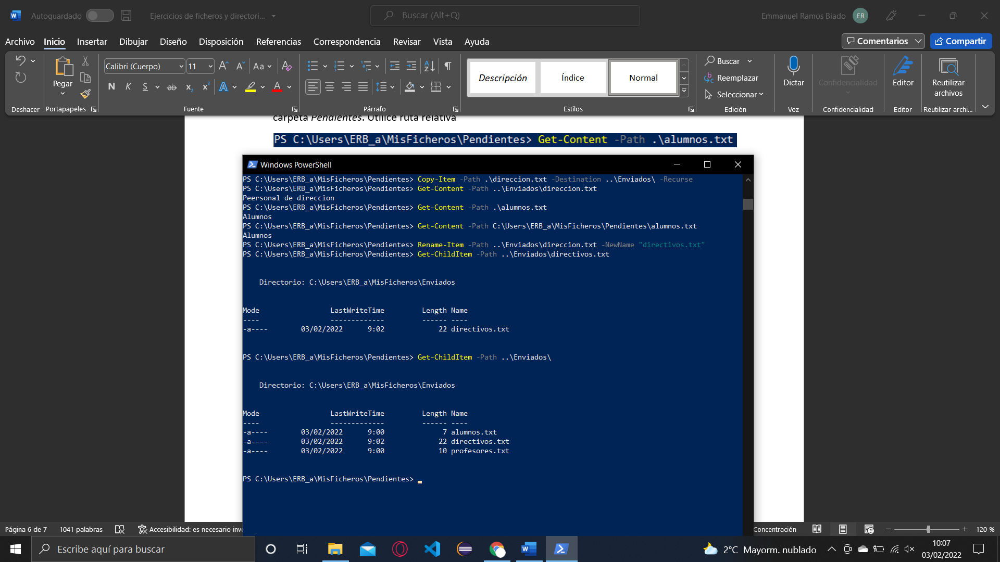 Autoguardado
Ejercicios de ficheros y directori...
Buscar (Alt+Q)
Emmanuel Ramos Biado
ER
Archivo Inicio Insertar Dibujar Diseño Disposición Referencias Correspondencia Revisar Vista Ayuda
Comentarios
Compartir
Pegar
Calibri (Cuerpo) 11
Aa
N K S ab x₂ x²
Descripción
Índice
Normal
Buscar
Reemplazar
Seleccionar
Dictar
Confidencialidad
Editor
Reutilizar
archivos
Deshacer Portapapeles Fuente Párrafo Estilos Edición Voz Confidencialidad Editor Reutilizar archi...
carpeta Pendientes. Utilice ruta relativa
PS C:\Users\ERB_a\MisFicheros\Pendientes> Get-Content -Path .\alumnos.txt
Windows PowerShell
PS C:\Users\ERB_a\MisFicheros\Pendientes> Copy-Item -Path .\direccion.txt -Destination ..\Enviados\ -Recurse
PS C:\Users\ERB_a\MisFicheros\Pendientes> Get-Content -Path ..\Enviados\direccion.txt
Peersonal de direccion
PS C:\Users\ERB_a\MisFicheros\Pendientes> Get-Content -Path .\alumnos.txt
Alumnos
PS C:\Users\ERB_a\MisFicheros\Pendientes> Get-Content -Path C:\Users\ERB_a\MisFicheros\Pendientes\alumnos.txt
Alumnos
PS C:\Users\ERB_a\MisFicheros\Pendientes> Rename-Item -Path ..\Enviados\direccion.txt -NewName "directivos.txt"
PS C:\Users\ERB_a\MisFicheros\Pendientes> Get-ChildItem -Path ..\Enviados\directivos.txt
Directorio: C:\Users\ERB_a\MisFicheros\Enviados
Mode LastWriteTime Length Name
---- ------------- ------ ----
-a---- 03/02/2022 9:02 22 directivos.txt
PS C:\Users\ERB_a\MisFicheros\Pendientes> Get-ChildItem -Path ..\Enviados\
Directorio: C:\Users\ERB_a\MisFicheros\Enviados
Mode LastWriteTime Length Name
---- ------------- ------ ----
-a---- 03/02/2022 9:00 7 alumnos.txt
-a---- 03/02/2022 9:02 22 directivos.txt
-a---- 03/02/2022 9:00 10 profesores.txt
PS C:\Users\ERB_a\MisFicheros\Pendientes>
Página 6 de 7 1041 palabras Accesibilidad: es necesario inve
Concentración
120 %
Escribe aquí para buscar
2°C Mayorm. nublado
10:07
03/02/2022